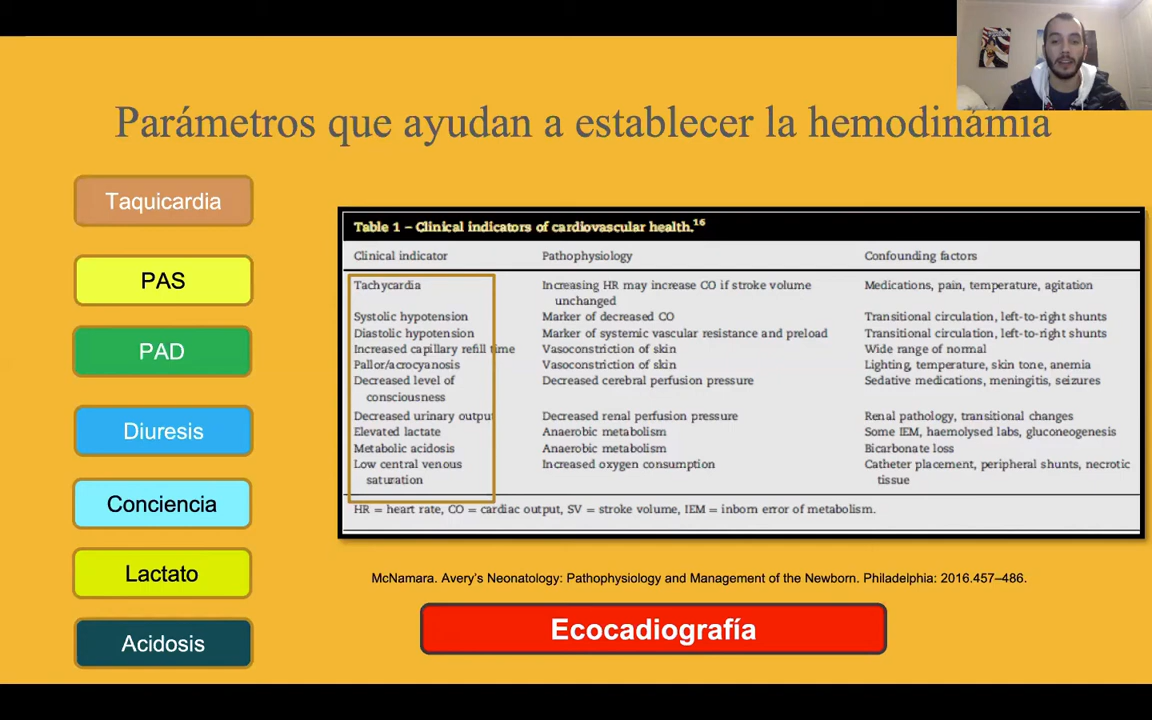 Parámetros que ayudan a establecer la hemodinámia
Taquicardia
PAS
PAD
Diuresis
Conciencia
Lactato
Acidosis
Table 1 – Clinical indicators of cardiovascular health.16
Clinical indicator Pathophysiology Confounding factors
Tachycardia Increasing HR may increase CO if stroke volume Medications, pain, temperature, agitation
unchanged
Systolic hypotension Marker of decreased CO Transitional circulation, left-to-right shunts
Diastolic hypotension Marker of systemic vascular resistance and preload Transitional circulation, left-to-right shunts
Increased capillary refill time Vasoconstriction of skin Wide range of normal
Pallor/acrocyanosis Vasoconstriction of skin Lighting, temperature, skin tone, anemia
Decreased level of Decreased cerebral perfusion pressure Sedative medications, meningitis, seizures
consciousness
Decreased urinary output Decreased renal perfusion pressure Renal pathology, transitional changes
Elevated lactate Anaerobic metabolism Some IEM, haemolysed labs, gluconeogenesis
Metabolic acidosis Anaerobic metabolism Bicarbonate loss
Low central venous Increased oxygen consumption Catheter placement, peripheral shunts, necrotic
saturation tissue
HR = heart rate, CO = cardiac output, SV = stroke volume, IEM = inborn error of metabolism.
McNamara. Avery's Neonatology: Pathophysiology and Management of the Newborn. Philadelphia: 2016.457–486.
Ecocadiografía